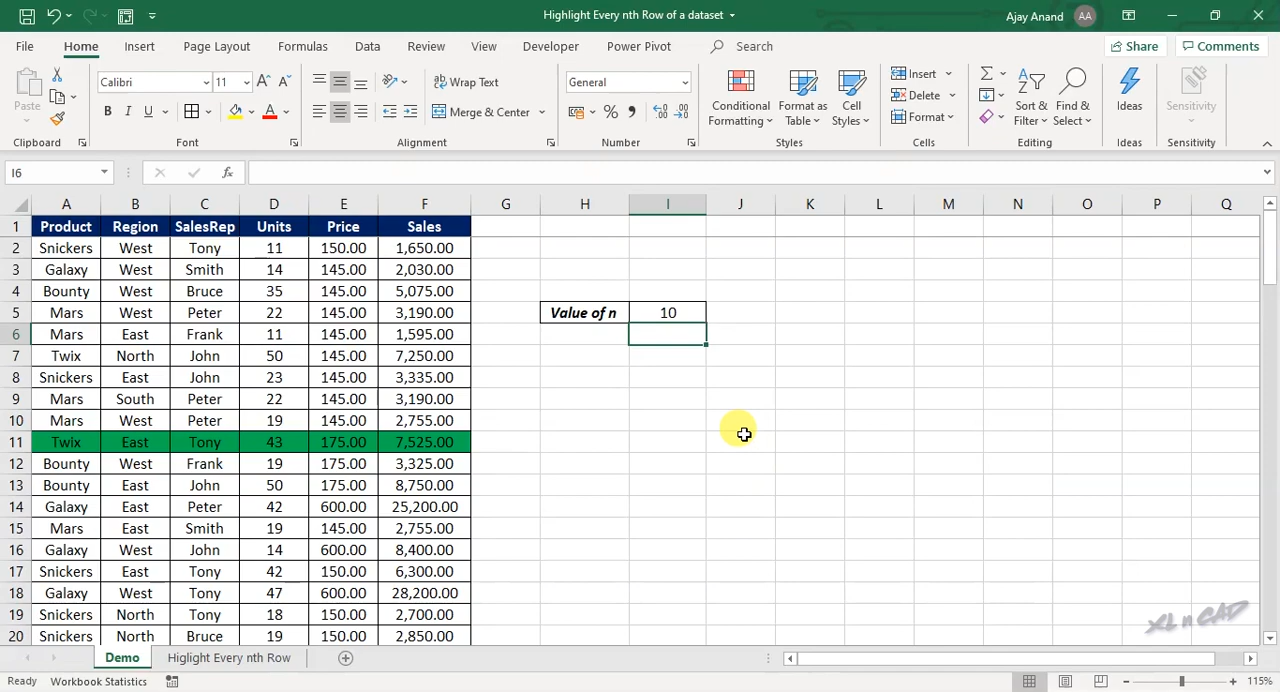 Highlight Every nth Row of a dataset
Ajay Anand AA
File Home Insert Page Layout Formulas Data Review View Developer Power Pivot Search Share Comments
Paste
Clipboard
Calibri 11
B I U
Font
Wrap Text
Merge & Center
Alignment
General
Number
Conditional Formatting
Format as Table
Cell Styles
Styles
Insert
Delete
Format
Cells
Sort & Filter
Find & Select
Editing
Ideas
Ideas
Sensitivity
Sensitivity
I6 fx
A B C D E F G H I J K L M N O P Q
1 Product Region SalesRep Units Price Sales
2 Snickers West Tony 11 150.00 1,650.00
3 Galaxy West Smith 14 145.00 2,030.00
4 Bounty West Bruce 35 145.00 5,075.00
5 Mars West Peter 22 145.00 3,190.00 Value of n 10
6 Mars East Frank 11 145.00 1,595.00
7 Twix North John 50 145.00 7,250.00
8 Snickers East John 23 145.00 3,335.00
9 Mars South Peter 22 145.00 3,190.00
10 Mars West Peter 19 145.00 2,755.00
11 Twix East Tony 43 175.00 7,525.00
12 Bounty West Frank 19 175.00 3,325.00
13 Bounty East John 50 175.00 8,750.00
14 Galaxy East Peter 42 600.00 25,200.00
15 Mars East Smith 19 145.00 2,755.00
16 Galaxy West John 14 600.00 8,400.00
17 Snickers East Tony 42 150.00 6,300.00
18 Galaxy West Tony 47 600.00 28,200.00
19 Snickers North Tony 18 150.00 2,700.00
20 Snickers North Bruce 19 150.00 2,850.00
XL n CAD
Demo Higlight Every nth Row
Ready Workbook Statistics 115%